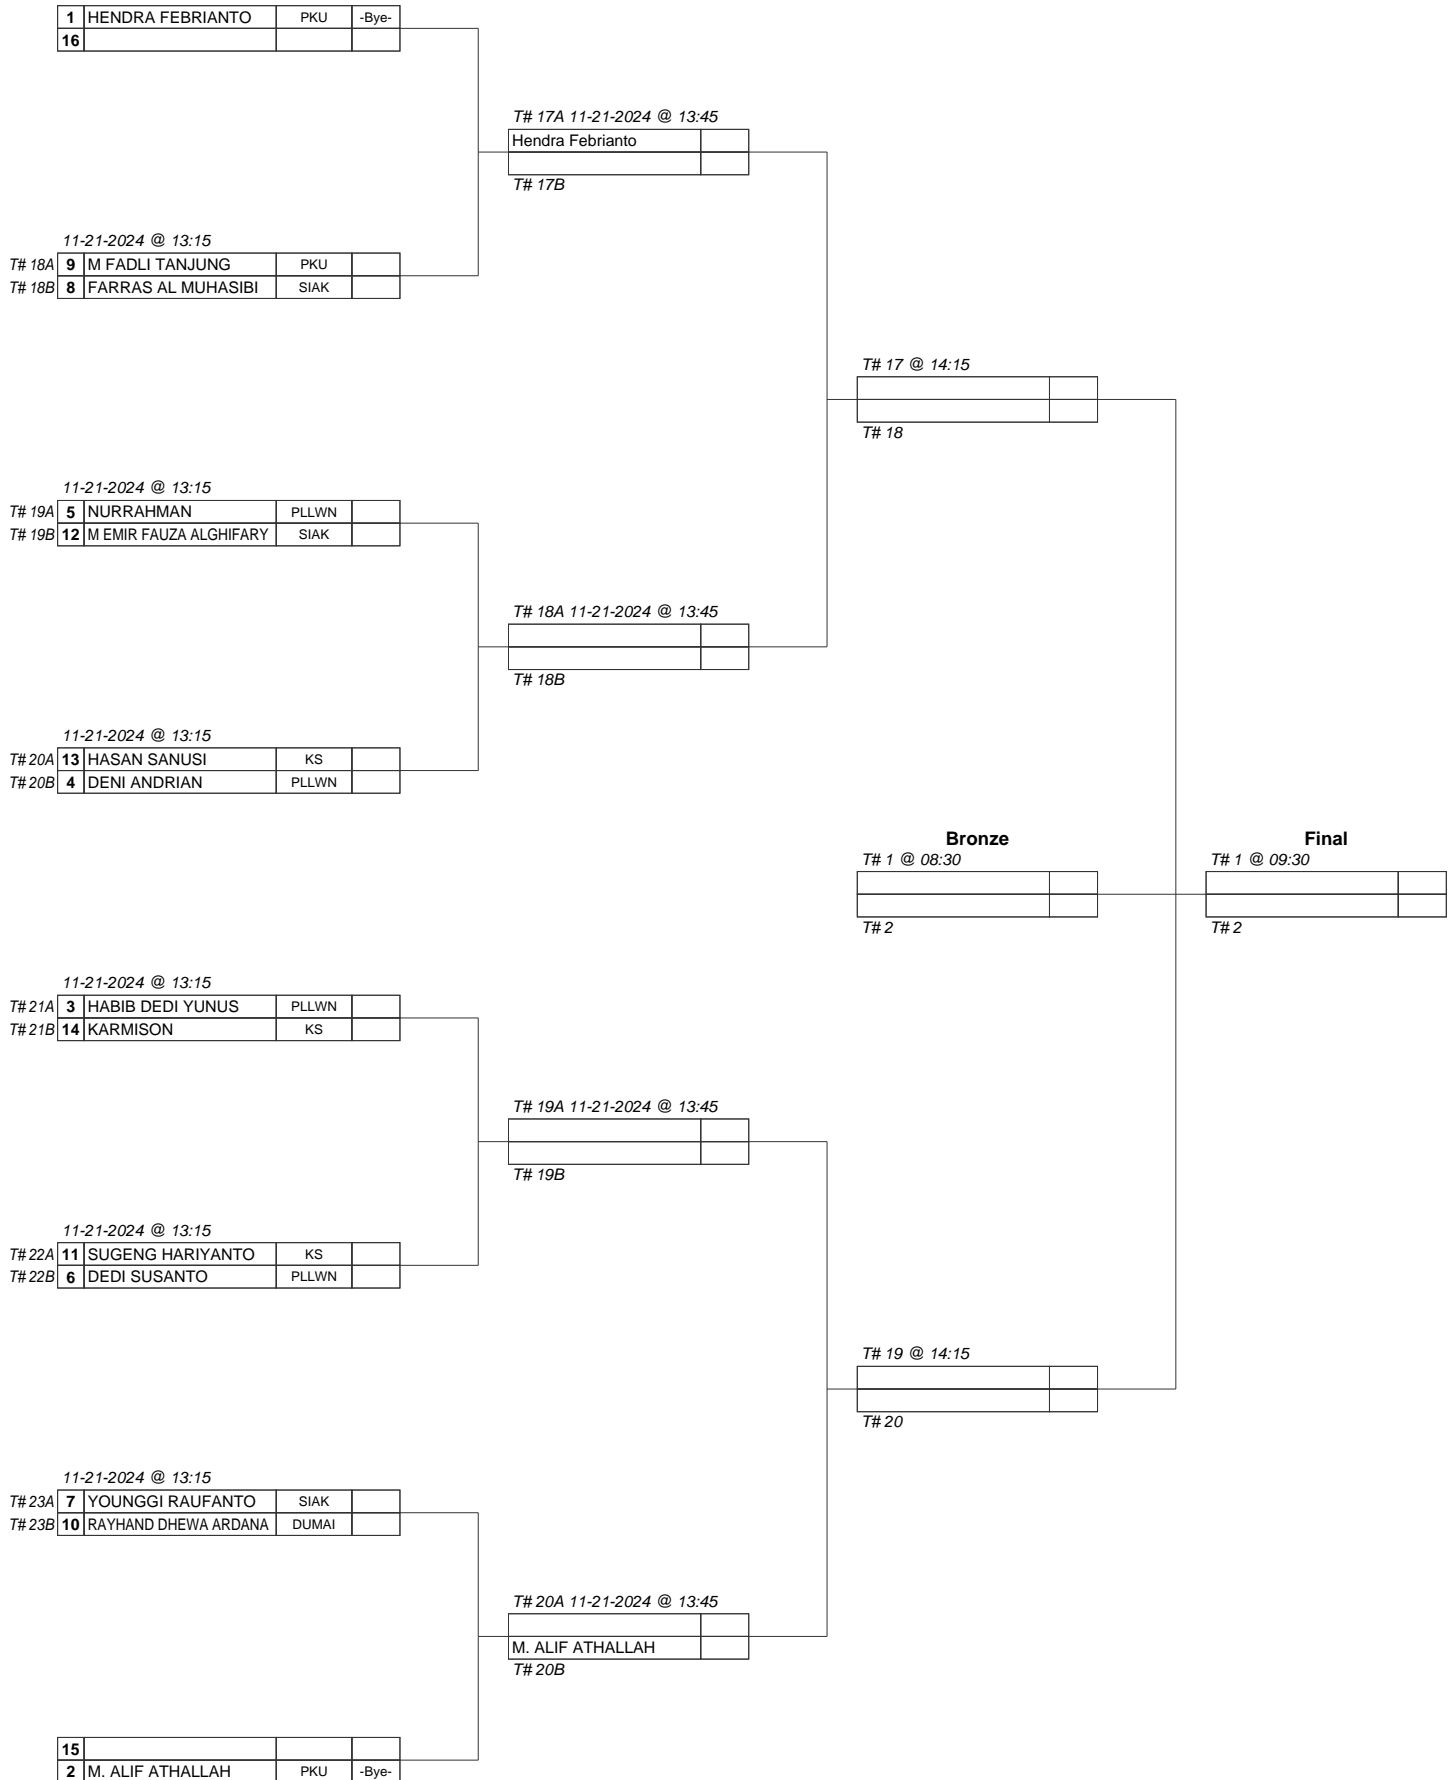 1 HENDRA FEBRIANTO PKU -Bye-
16
T# 17A 11-21-2024 @ 13:45
Hendra Febrianto
T# 17B
11-21-2024 @ 13:15
T# 18A 9 M FADLI TANJUNG PKU
T# 18B 8 FARRAS AL MUHASIBI SIAK
T# 17 @ 14:15
T# 18
11-21-2024 @ 13:15
T# 19A 5 NURRAHMAN PLLWN
T# 19B 12 M EMIR FAUZA ALGHIFARY SIAK
T# 18A 11-21-2024 @ 13:45
T# 18B
11-21-2024 @ 13:15
T# 20A 13 HASAN SANUSI KS
T# 20B 4 DENI ANDRIAN PLLWN
Bronze Final
T# 1 @ 08:30 T# 1 @ 09:30
T# 2 T# 2
11-21-2024 @ 13:15
T# 21A 3 HABIB DEDI YUNUS PLLWN
T# 21B 14 KARMISON KS
T# 19A 11-21-2024 @ 13:45
T# 19B
11-21-2024 @ 13:15
T# 22A 11 SUGENG HARIYANTO KS
T# 22B 6 DEDI SUSANTO PLLWN
T# 19 @ 14:15
T# 20
11-21-2024 @ 13:15
T# 23A 7 YOUNGGI RAUFANTO SIAK
T# 23B 10 RAYHAND DHEWA ARDANA DUMAI
T# 20A 11-21-2024 @ 13:45
M. ALIF ATHALLAH
T# 20B
15
2 M. ALIF ATHALLAH PKU -Bye-